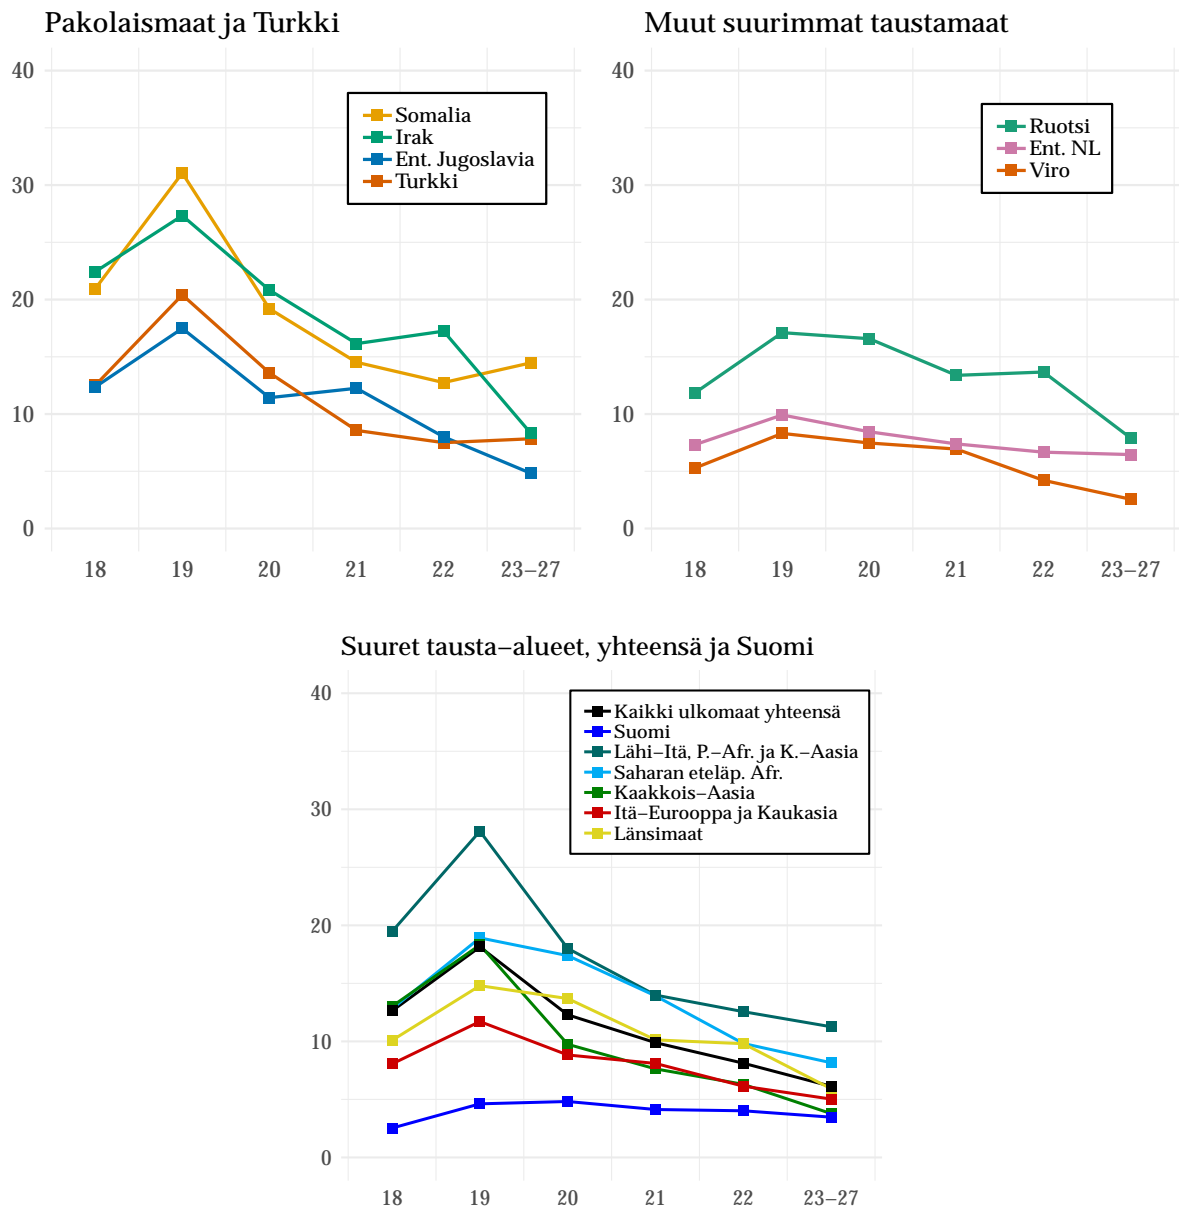 Pakolaismaat ja Turkki
40
30
20
10
0
Somalia
Irak
Ent. Jugoslavia
Turkki
18 19 20 21 22 23–27
Muut suurimmat taustamaat
40
30
20
10
0
Ruotsi
Ent. NL
Viro
18 19 20 21 22 23–27
Suuret tausta–alueet, yhteensä ja Suomi
40
30
20
10
0
Kaikki ulkomaat yhteensä
Suomi
Lähi–Itä, P.–Afr. ja K.–Aasia
Saharan eteläp. Afr.
Kaakkois–Aasia
Itä–Eurooppa ja Kaukasia
Länsimaat
18 19 20 21 22 23–27